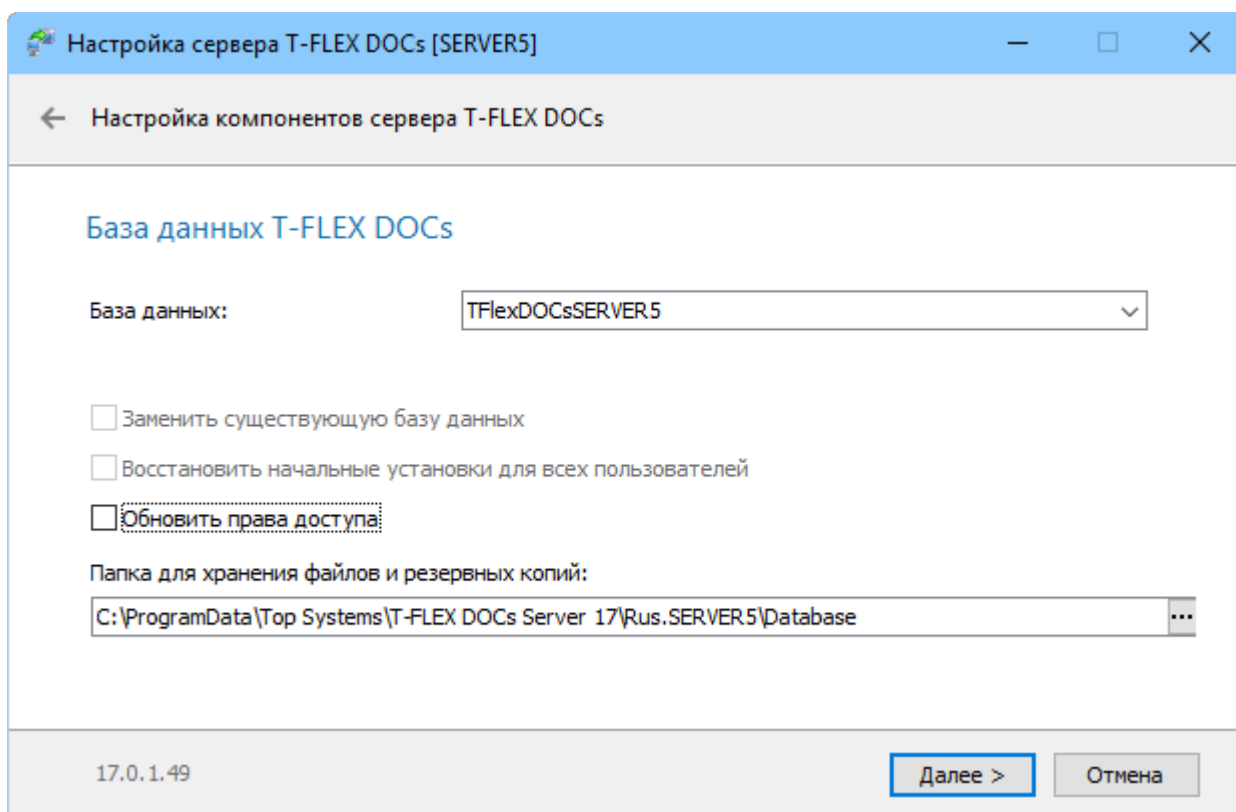 Настройка сервера T-FLEX DOCs [SERVER5]
Настройка компонентов сервера T-FLEX DOCs
База данных T-FLEX DOCs
База данных: TFlexDOCsSERVER5
Заменить существующую базу данных
Восстановить начальные установки для всех пользователей
Обновить права доступа
Папка для хранения файлов и резервных копий:
C:\ProgramData\Top Systems\T-FLEX DOCs Server 17\Rus.SERVER5\Database
17.0.1.49 Далее > Отмена